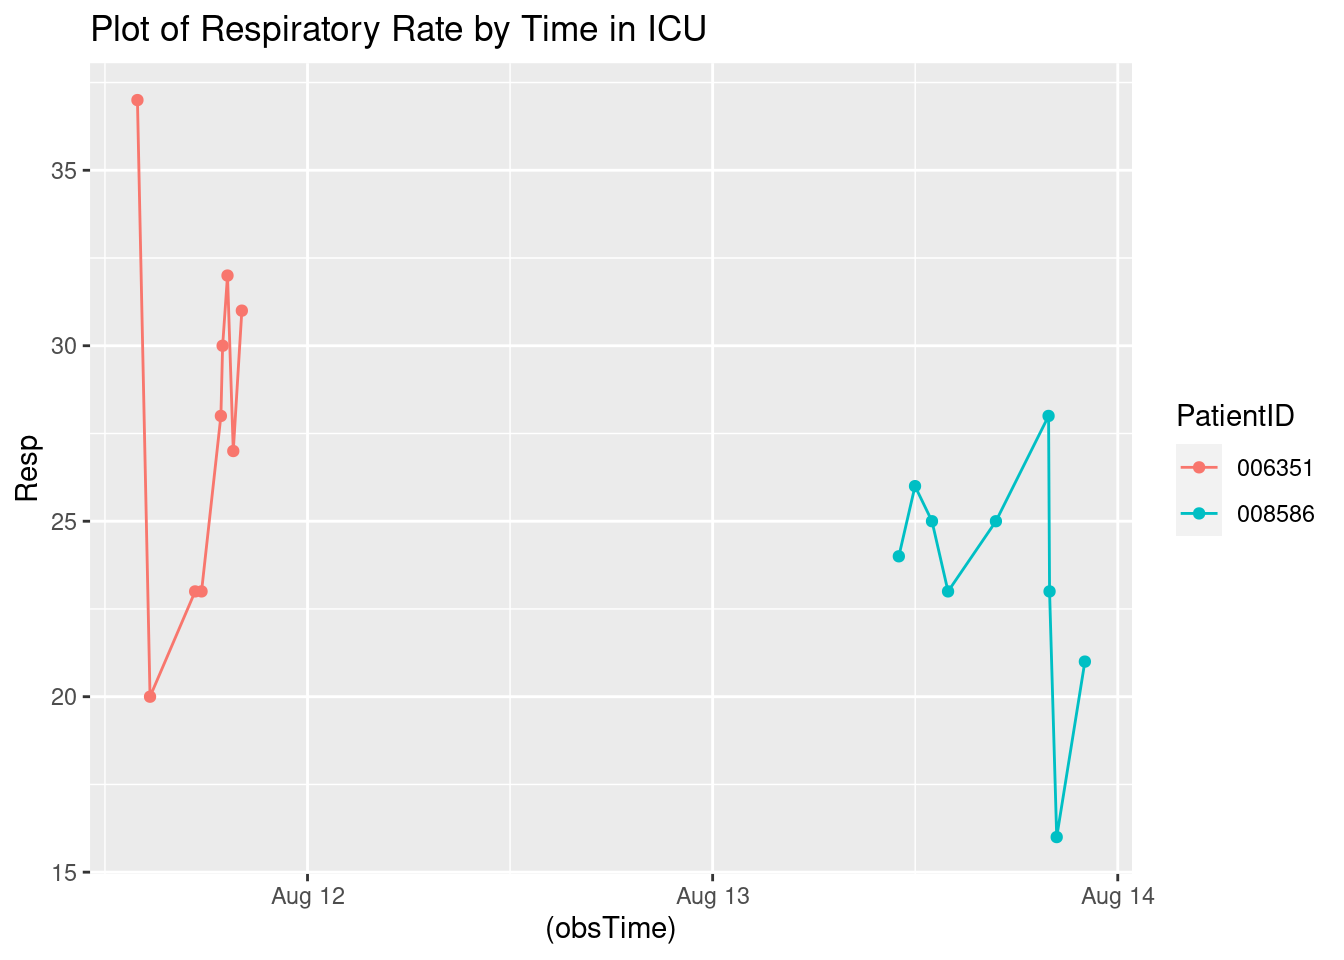 Plot of Respiratory Rate by Time in ICU
Resp
35
30
25
20
15
Aug 12
Aug 13
Aug 14
(obsTime)
PatientID
006351
008586